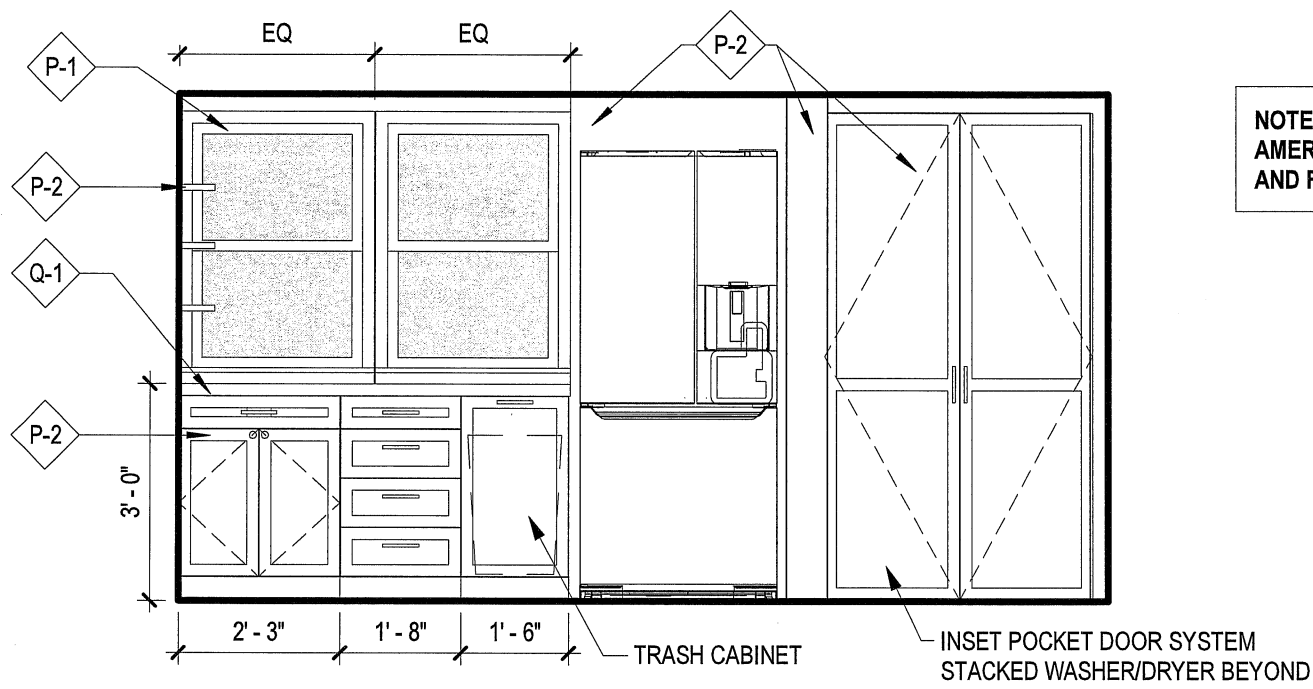 EQ
EQ
P-1
P-2
P-2
Q-1
P-2
NOTE
AMER
AND F
3' - 0"
2' - 3"
1' - 8"
1' - 6"
TRASH CABINET
INSET POCKET DOOR SYSTEM
STACKED WASHER/DRYER BEYOND